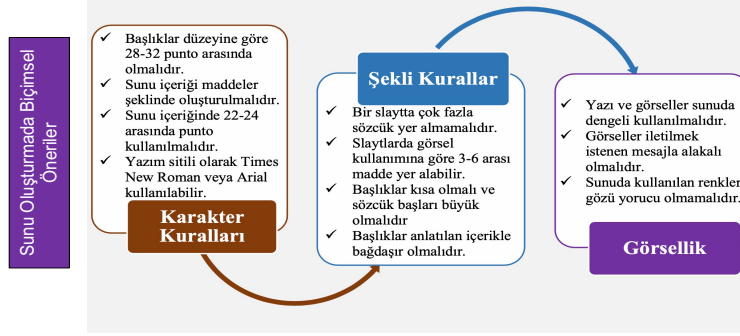 Sunu Oluşturmada Biçimsel
Öneriler
✓ Başlıklar düzeyine göre
28-32 punto arasında
olmalıdır.
✓ Sunu içeriği maddeler
şeklinde oluşturulmalıdır.
✓ Sunu içeriğinde 22-24
arasında punto
kullanılmalıdır.
✓ Yazım sitili olarak Times
New Roman veya Arial
kullanılabilir.
Karakter
Kuralları
Şekli Kurallar
✓ Bir slaytta çok fazla
sözcük yer almamalıdır.
✓ Slaytlarda görsel
kullanımına göre 3-6 arası
madde yer alabilir.
✓ Başlıklar kısa olmalı ve
sözcük başları büyük
olmalıdır
✓ Başlıklar anlatılan içerikle
bağdaşır olmalıdır.
✓ Yazı ve görseller sunuda
dengeli kullanılmalıdır.
✓ Görseller iletilmek
istenen mesajla alakalı
olmalıdır.
✓ Sunuda kullanılan renkler
gözü yorucu olmamalıdır.
Görsellik